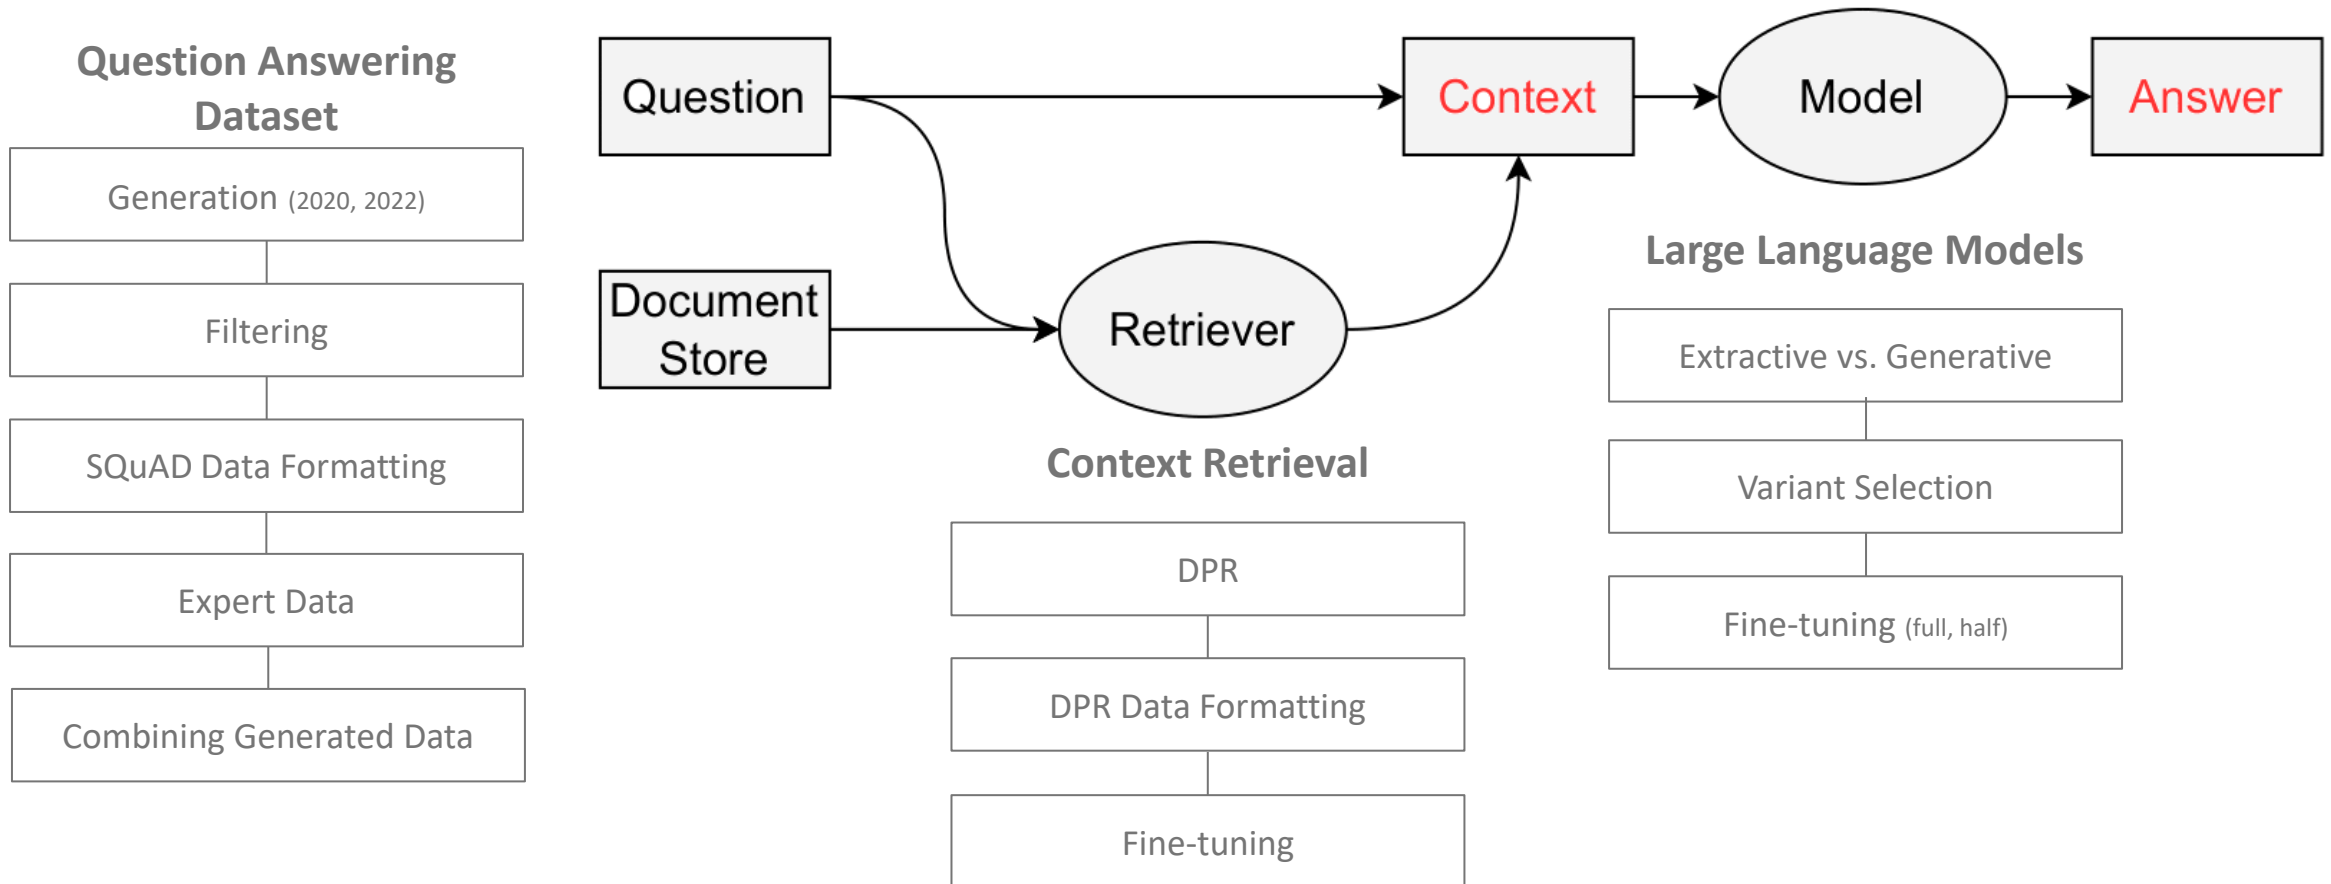 Question Answering
Dataset
Generation (2020, 2022)
Filtering
SQuAD Data Formatting
Expert Data
Combining Generated Data
Question
Context
Model
Answer
Document
Store
Retriever
Context Retrieval
DPR
DPR Data Formatting
Fine-tuning
Large Language Models
Extractive vs. Generative
Variant Selection
Fine-tuning (full, half)